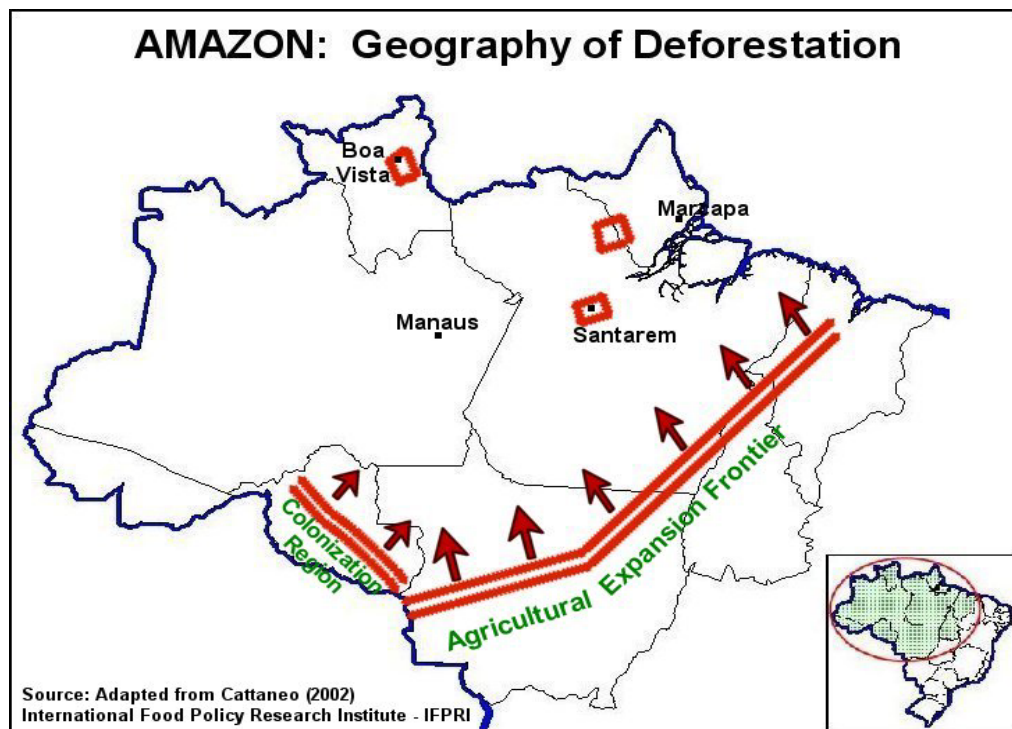 AMAZON: Geography of Deforestation
Boa
Vista
Marcapa
Manaus
Santarem
Colonization
Region
Agricultural Expansion Frontier
Source: Adapted from Cattaneo (2002)
International Food Policy Research Institute - IFPRI